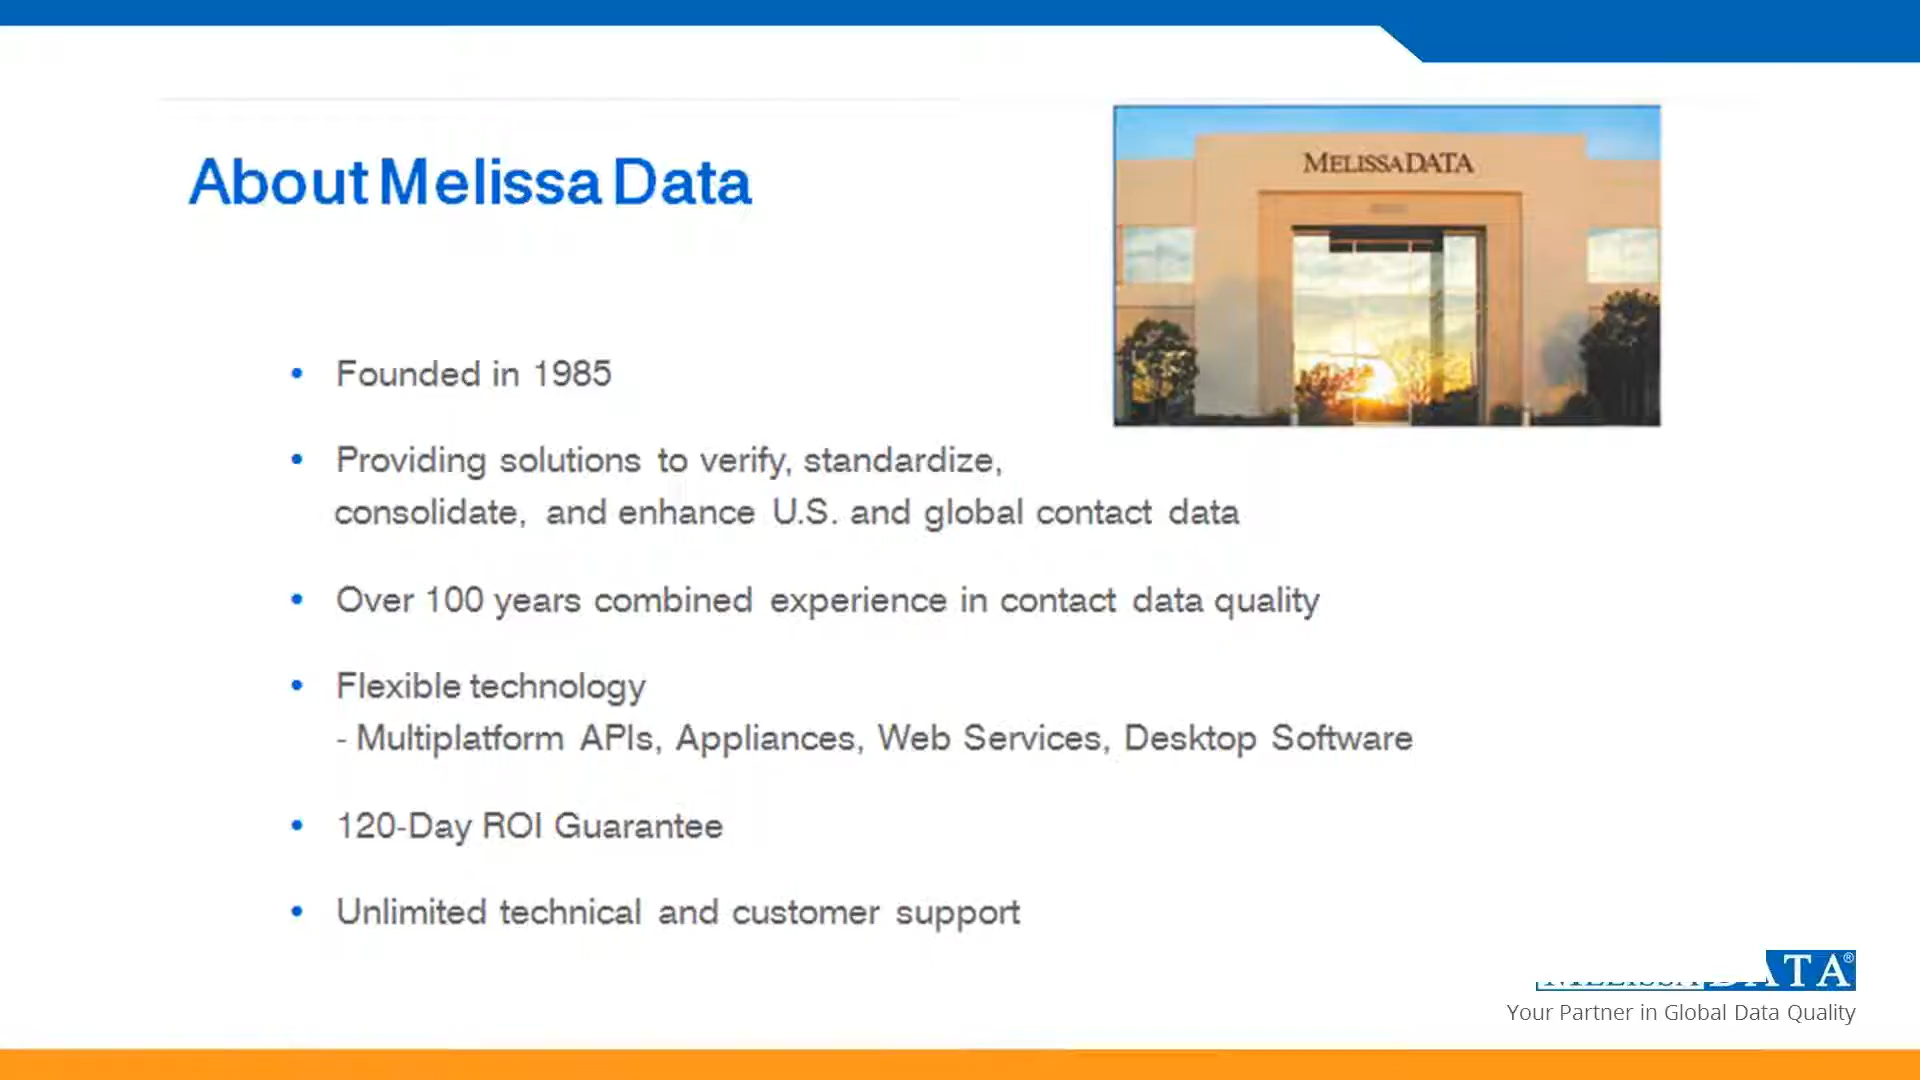 About Melissa Data
MELISSADATA
• Founded in 1985
• Providing solutions to verify, standardize,
consolidate, and enhance U.S. and global contact data
• Over 100 years combined experience in contact data quality
• Flexible technology
- Multiplatform APIs, Appliances, Web Services, Desktop Software
• 120-Day ROI Guarantee
• Unlimited technical and customer support
MELISSADATA®
Your Partner in Global Data Quality